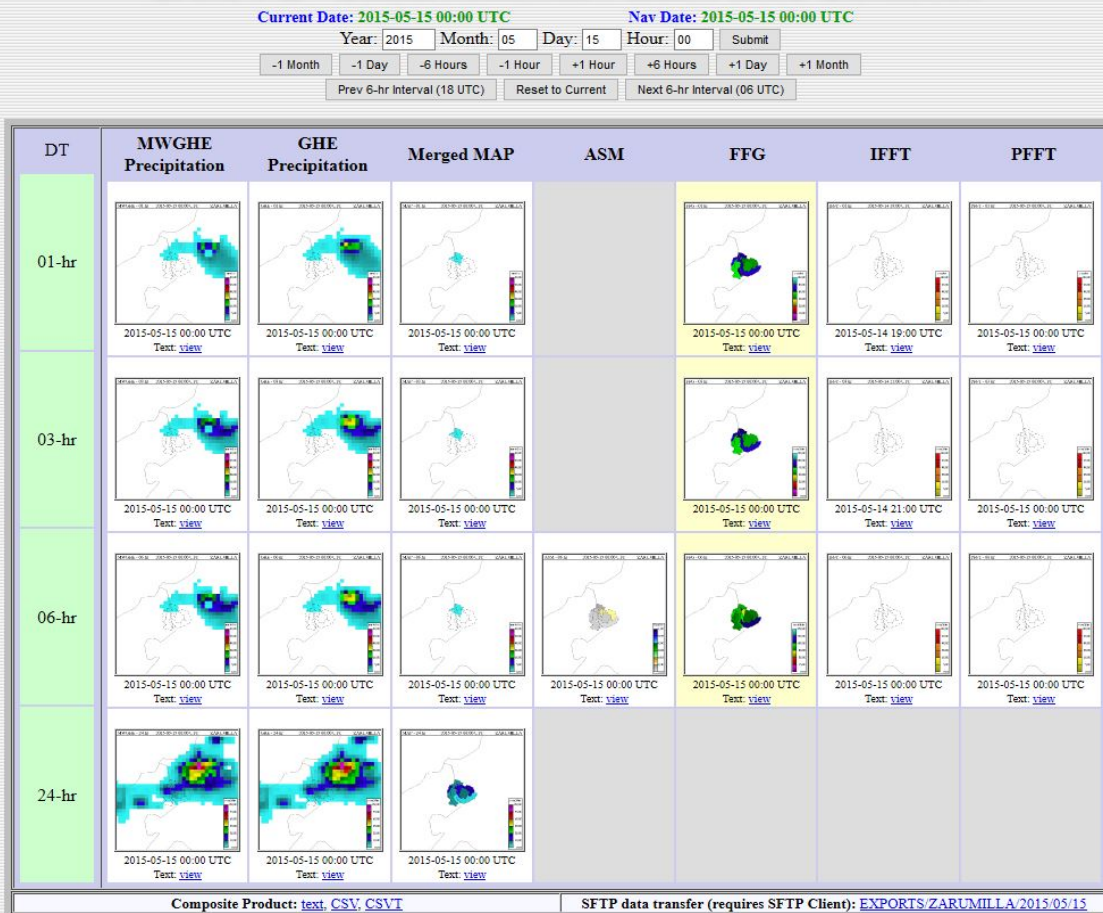 Current Date: 2015-05-15 00:00 UTC Nav Date: 2015-05-15 00:00 UTC
Year: 2015 Month: 05 Day: 15 Hour: 00 Submit
-1 Month -1 Day -6 Hours -1 Hour +1 Hour +6 Hours +1 Day +1 Month
Prev 6-hr Interval (18 UTC) Reset to Current Next 6-hr Interval (06 UTC)
DT MWGHE Precipitation GHE Precipitation Merged MAP ASM FFG IFFT PFFT
01-hr
2015-05-15 00:00 UTC 2015-05-15 00:00 UTC 2015-05-15 00:00 UTC 2015-05-15 00:00 UTC 2015-05-14 19:00 UTC 2015-05-15 00:00 UTC
Text: view Text: view Text: view Text: view Text: view Text: view
03-hr
2015-05-15 00:00 UTC 2015-05-15 00:00 UTC 2015-05-15 00:00 UTC 2015-05-15 00:00 UTC 2015-05-14 21:00 UTC 2015-05-15 00:00 UTC
Text: view Text: view Text: view Text: view Text: view Text: view
06-hr
2015-05-15 00:00 UTC 2015-05-15 00:00 UTC 2015-05-15 00:00 UTC 2015-05-15 00:00 UTC 2015-05-15 00:00 UTC 2015-05-15 00:00 UTC 2015-05-15 00:00 UTC
Text: view Text: view Text: view Text: view Text: view Text: view Text: view
24-hr
2015-05-15 00:00 UTC 2015-05-15 00:00 UTC 2015-05-15 00:00 UTC
Text: view Text: view Text: view
Composite Product: text, CSV, CSVT SFTP data transfer (requires SFTP Client): EXPORTS/ZARUMILLA/2015/05/15